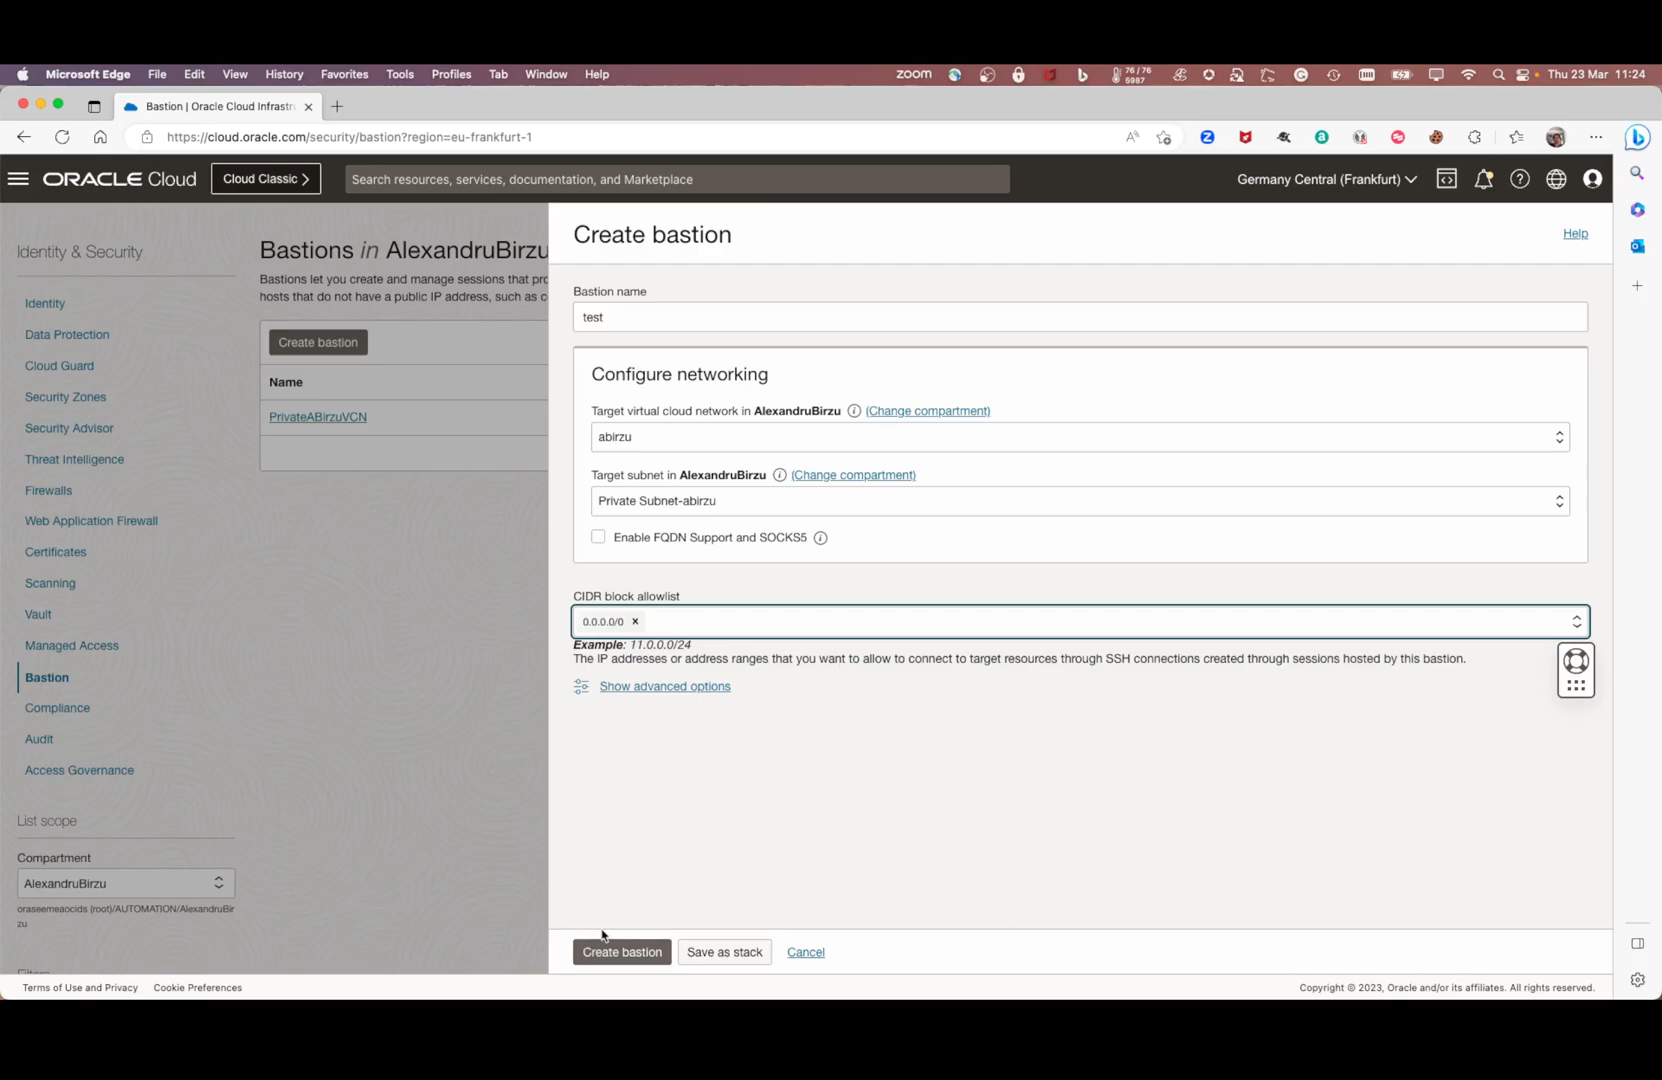 Microsoft Edge File Edit View History Favorites Tools Tab Window Help zoom 76 / 76 5987 Thu 23 Mar 11:24
Bastion | Oracle Cloud Infrastru
https://cloud.oracle.com/security/bastion?region=eu-frankfurt-1
ORACLE Cloud Cloud Classic Search resources, services, documentation, and Marketplace Germany Central (Frankfurt)
Identity & Security
Identity
Data Protection
Cloud Guard
Security Zones
Security Advisor
Threat Intelligence
Firewalls
Web Application Firewall
Certificates
Scanning
Vault
Managed Access
Bastion
Compliance
Audit
Access Governance
List scope
Compartment
AlexandruBirzu
oraseemeaocids (root)/AUTOMATION/AlexandruBir
zu
Filters
Bastions in AlexandruBirzu
Bastions let you create and manage sessions that pro
hosts that do not have a public IP address, such as c
Create bastion
Name
PrivateABirzuVCN
Create bastion
Help
Bastion name
test
Configure networking
Target virtual cloud network in AlexandruBirzu (Change compartment)
abirzu
Target subnet in AlexandruBirzu (Change compartment)
Private Subnet-abirzu
Enable FQDN Support and SOCKS5
CIDR block allowlist
0.0.0.0/0 ×
Example: 11.0.0.0/24
The IP addresses or address ranges that you want to allow to connect to target resources through SSH connections created through sessions hosted by this bastion.
Show advanced options
Create bastion Save as stack Cancel
Terms of Use and Privacy Cookie Preferences Copyright © 2023, Oracle and/or its affiliates. All rights reserved.